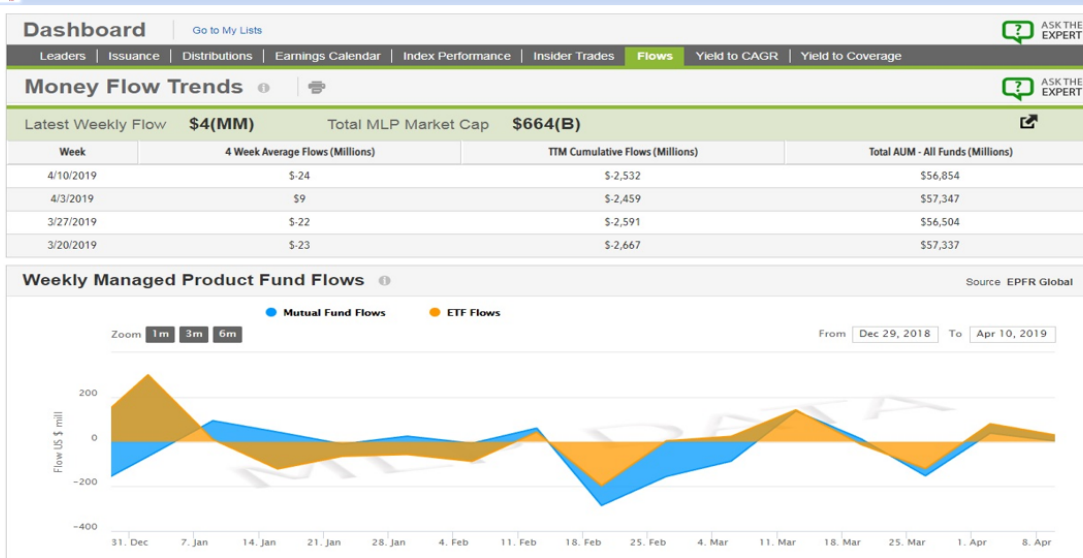 Dashboard Go to My Lists ASK THE
EXPERT
Leaders | Issuance | Distributions | Earnings Calendar | Index Performance | Insider Trades Flows Yield to CAGR | Yield to Coverage
Money Flow Trends ASK THE
EXPERT
Latest Weekly Flow $4(MM) Total MLP Market Cap $664(B)
Week 4 Week Average Flows (Millions) TTM Cumulative Flows (Millions) Total AUM - All Funds (Millions)
4/10/2019 $-24 $-2,532 $56,854
4/3/2019 $9 $-2,459 $57,347
3/27/2019 $-22 $-2,591 $56,504
3/20/2019 $-23 $-2,667 $57,337
Weekly Managed Product Fund Flows Source EPFR Global
Mutual Fund Flows ETF Flows
Zoom 1m 3m 6m From Dec 29, 2018 To Apr 10, 2019
Flow US $ mill
200
0
-200
-400
31. Dec 7. Jan 14. Jan 21. Jan 28. Jan 4. Feb 11. Feb 18. Feb 25. Feb 4. Mar 11. Mar 18. Mar 25. Mar 1. Apr 8. Apr